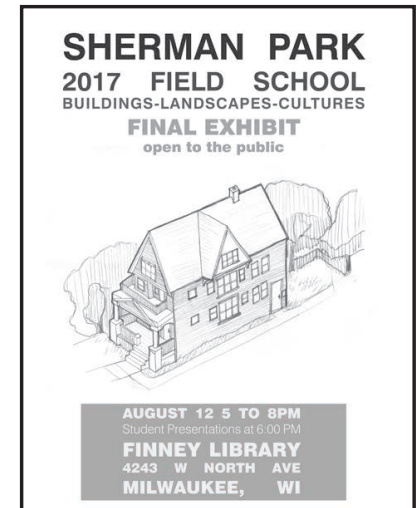 SHERMAN PARK
2017 FIELD SCHOOL
BUILDINGS-LANDSCAPES-CULTURES
FINAL EXHIBIT
open to the public
AUGUST 12 5 TO 8PM
Student Presentations at 6:00 PM
FINNEY LIBRARY
4243 W NORTH AVE
MILWAUKEE, WI